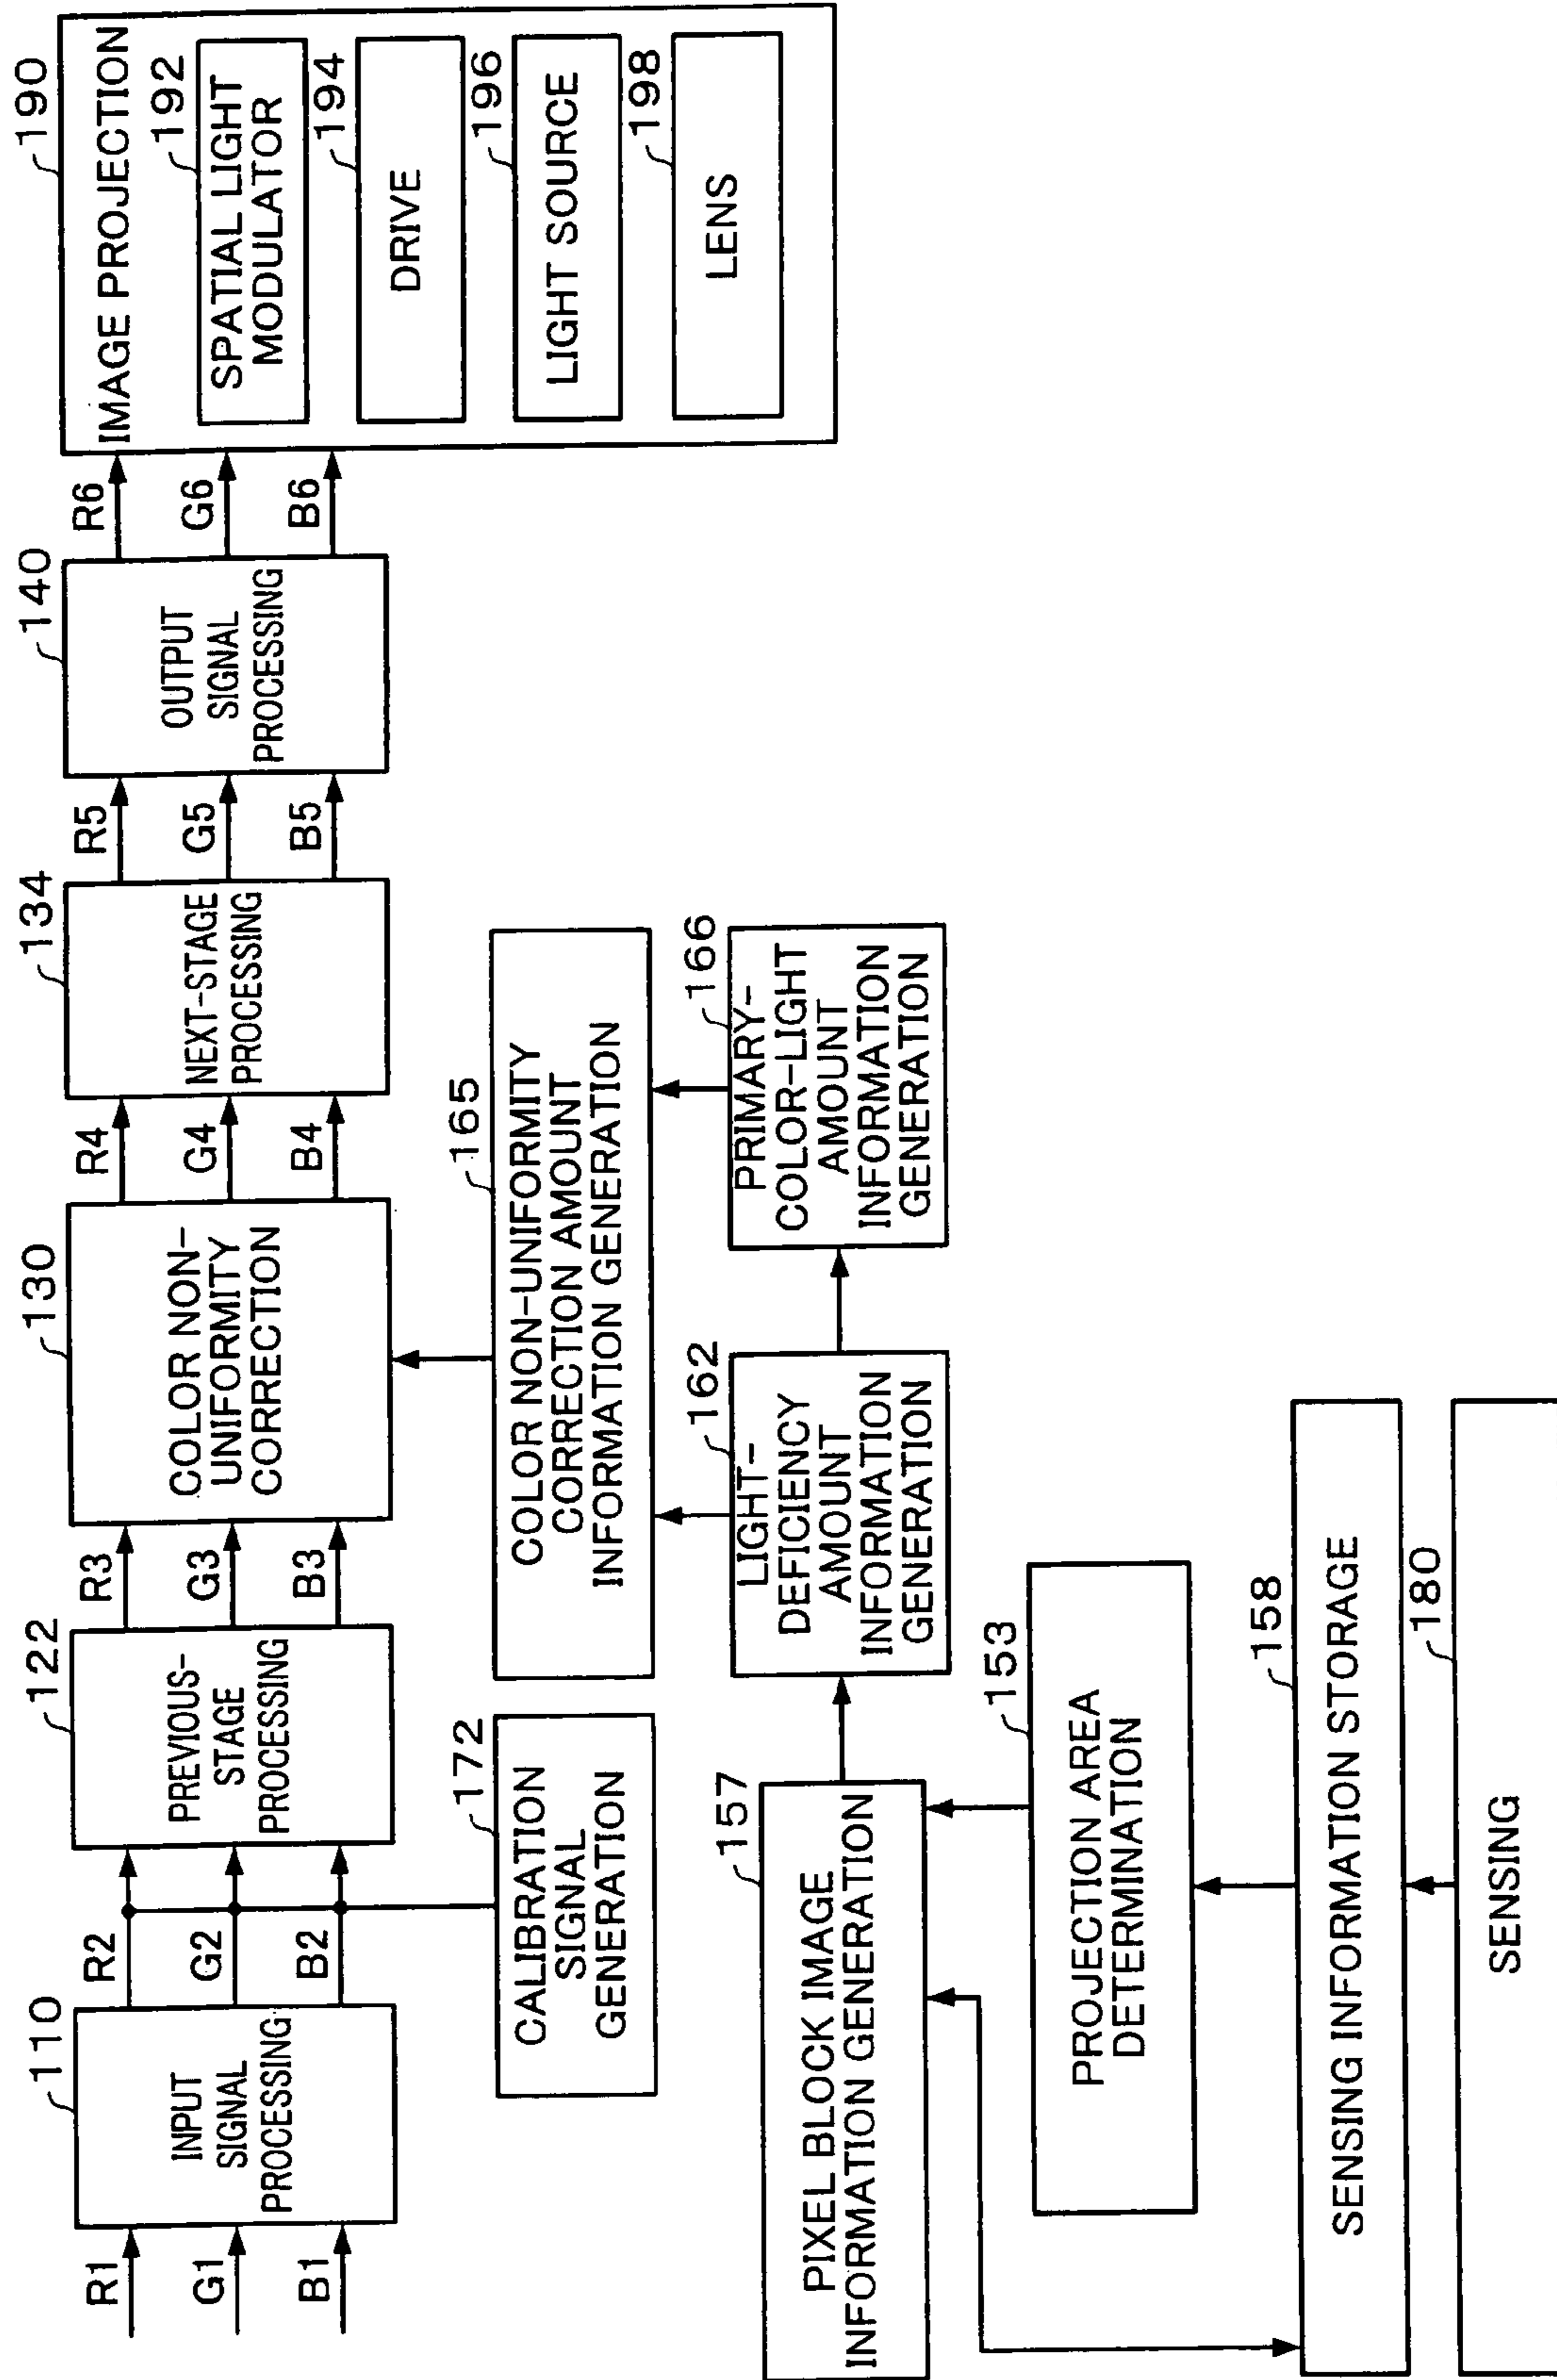 R1
G1
B1
110
INPUT
SIGNAL
PROCESSING
R2
G2
B2
122
PREVIOUS-
STAGE
PROCESSING
R3
G3
B3
130
COLOR NON-
UNIFORMITY
CORRECTION
R4
G4
B4
134
NEXT-STAGE
PROCESSING
R5
G5
B5
140
OUTPUT
SIGNAL
PROCESSING
R6
G6
B6
190
IMAGE PROJECTION
192
SPATIAL LIGHT
MODULATOR
194
DRIVE
196
LIGHT SOURCE
198
LENS
172
CALIBRATION
SIGNAL
GENERATION
165
COLOR NON-UNIFORMITY
CORRECTION AMOUNT
INFORMATION GENERATION
157
PIXEL BLOCK IMAGE
INFORMATION GENERATION
162
LIGHT-
DEFICIENCY
AMOUNT
INFORMATION
GENERATION
166
PRIMARY-
COLOR-LIGHT
AMOUNT
INFORMATION
GENERATION
153
PROJECTION AREA
DETERMINATION
158
SENSING INFORMATION STORAGE
180
SENSING